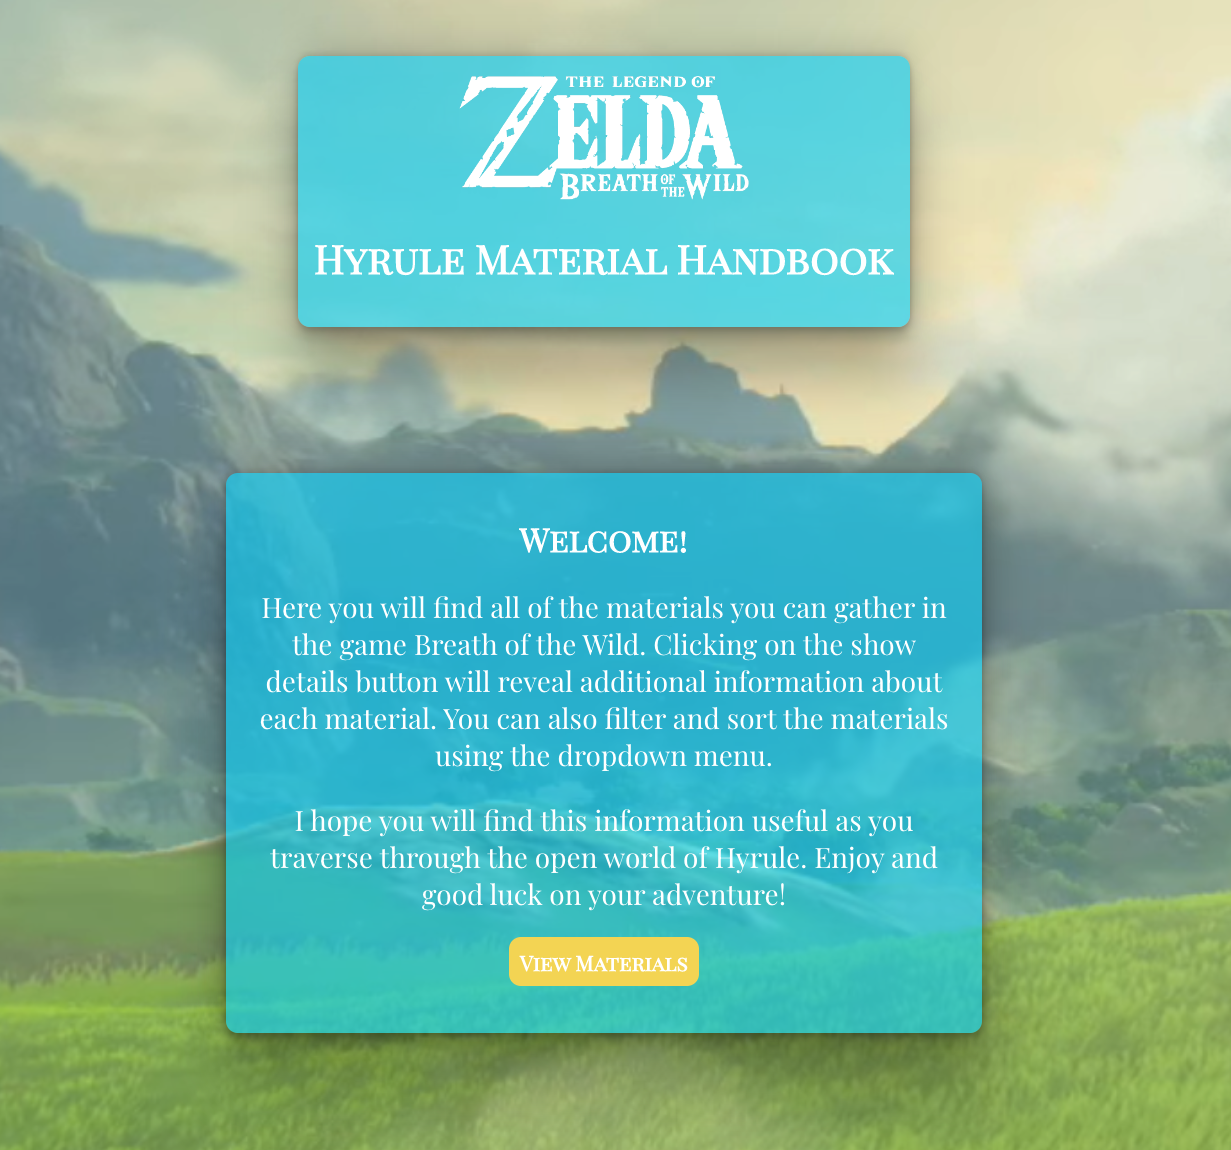 THE LEGEND OF
ZELDA
BREATH OF THE WILD
HYRULE MATERIAL HANDBOOK
WELCOME!
Here you will find all of the materials you can gather in
the game Breath of the Wild. Clicking on the show
details button will reveal additional information about
each material. You can also filter and sort the materials
using the dropdown menu.
I hope you will find this information useful as you
traverse through the open world of Hyrule. Enjoy and
good luck on your adventure!
VIEW MATERIALS